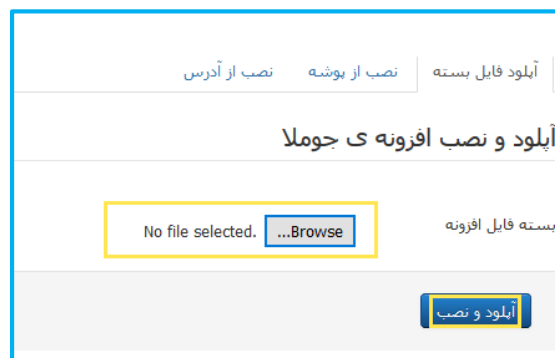 آپلود فایل بسته نصب از پوشه نصب از آدرس
آپلود و نصب افزونه ی جوملا
بسته فایل افزونه
Browse... No file selected.
آپلود و نصب